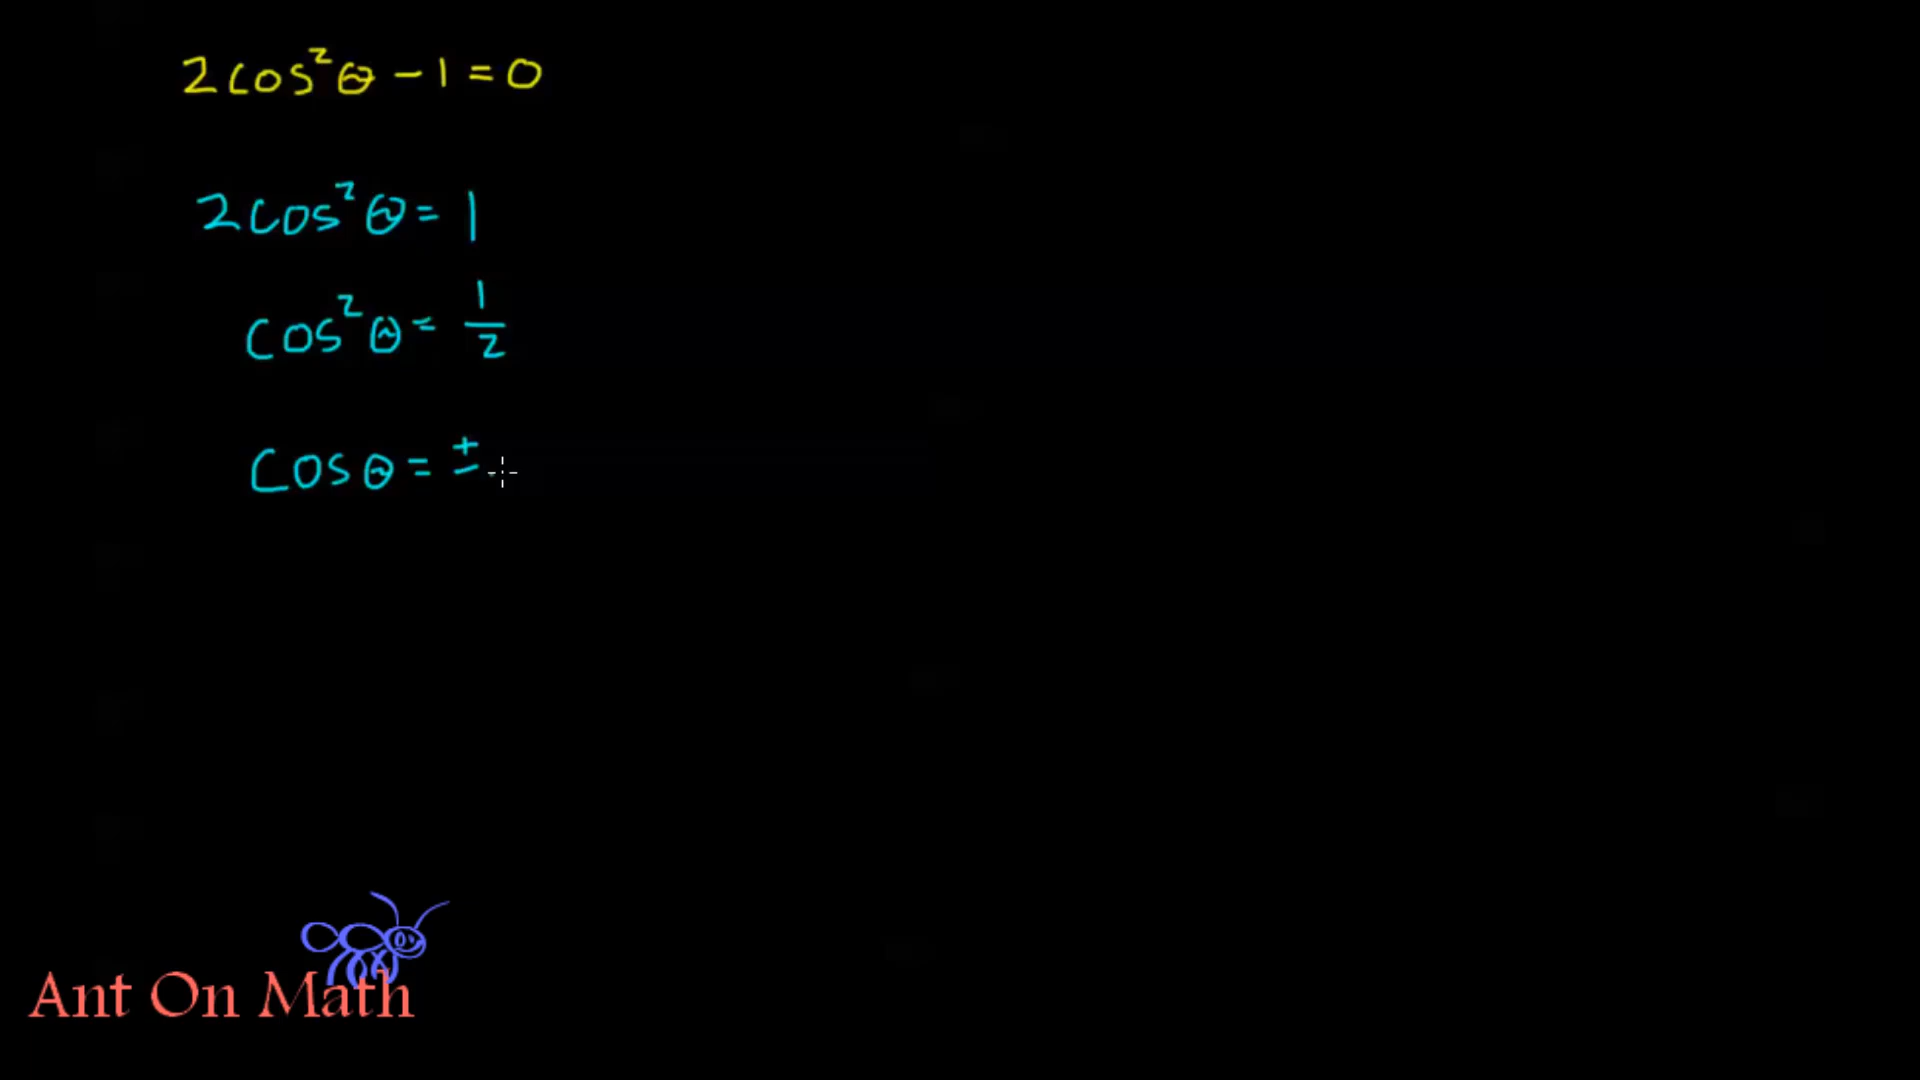 2cos²θ - 1 = 0
2cos²θ = 1
cos²θ = 1/2
cosθ = ±
Ant On Math